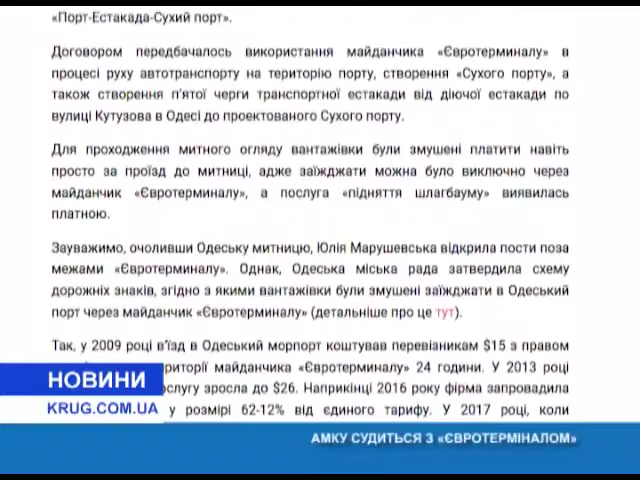 «Порт-Естакада-Сухий порт».
Договором передбачалось використання майданчика «Євротерміналу» в
процесі руху автотранспорту на територію порту, створення «Сухого порту», а
також створення п'ятої черги транспортної естакади від діючої естакади по
вулиці Кутузова в Одесі до проектованого Сухого порту.
Для проходження митного огляду вантажівки були змушені платити навіть
просто за проїзд до митниці, адже заїжджати можна було виключно через
майданчик «Євротерміналу», а послуга «підняття шлагбауму» виявилась
платною.
Зауважимо, очоливши Одеську митницю, Юлія Марушевська відкрила пости поза
межами «Євротерміналу». Однак, Одеська міська рада затвердила схему
дорожніх знаків, згідно з якими вантажівки були змушені заїжджати в Одеський
порт через майданчик «Євротерміналу» (детальніше про це тут).
Так, у 2009 році в'їзд в Одеський морпорт коштував перевізникам $15 з правом
території майданчика «Євротерміналу» 24 години. У 2013 році
ослугу зросла до $26. Наприкінці 2016 року фірма запровадила
у розмірі 62-12% від єдиного тарифу. У 2017 році, коли
НОВИНИ
KRUG.COM.UA
АМКУ СУДИТЬСЯ З «ЄВРОТЕРМІНАЛОМ»